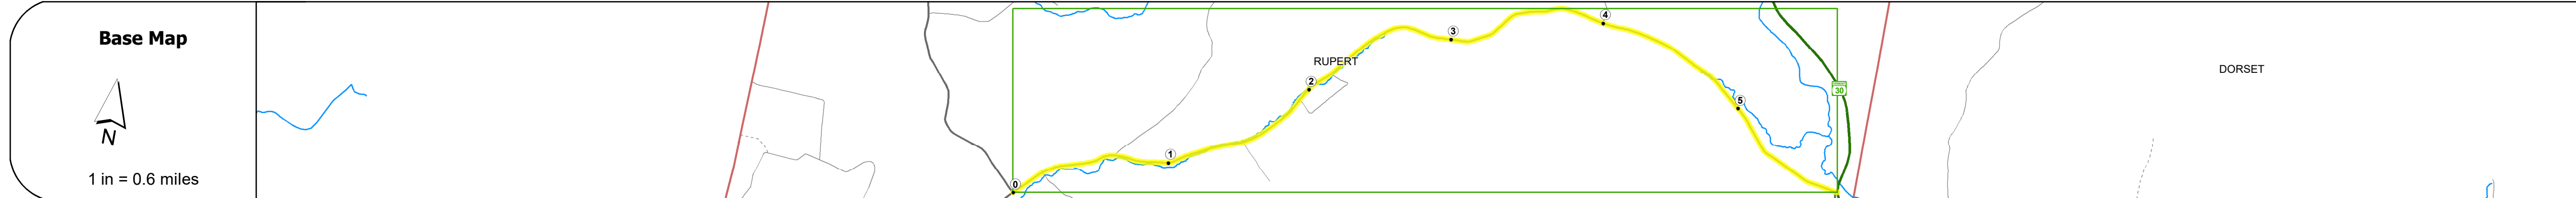 Base Map
N
1 in = 0.6 miles
0
1
2
RUPERT
3
4
5
30
DORSET